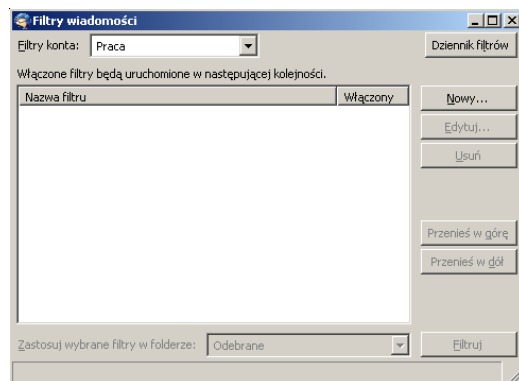 Filtry wiadomości
Filtry konta: Praca Dziennik filtrów
Włączone filtry będą uruchomione w następującej kolejności.
Nazwa filtru Włączony
Nowy...
Edytuj...
Usuń
Przenieś w górę
Przenieś w dół
Zastosuj wybrane filtry w folderze: Odebrane Filtruj